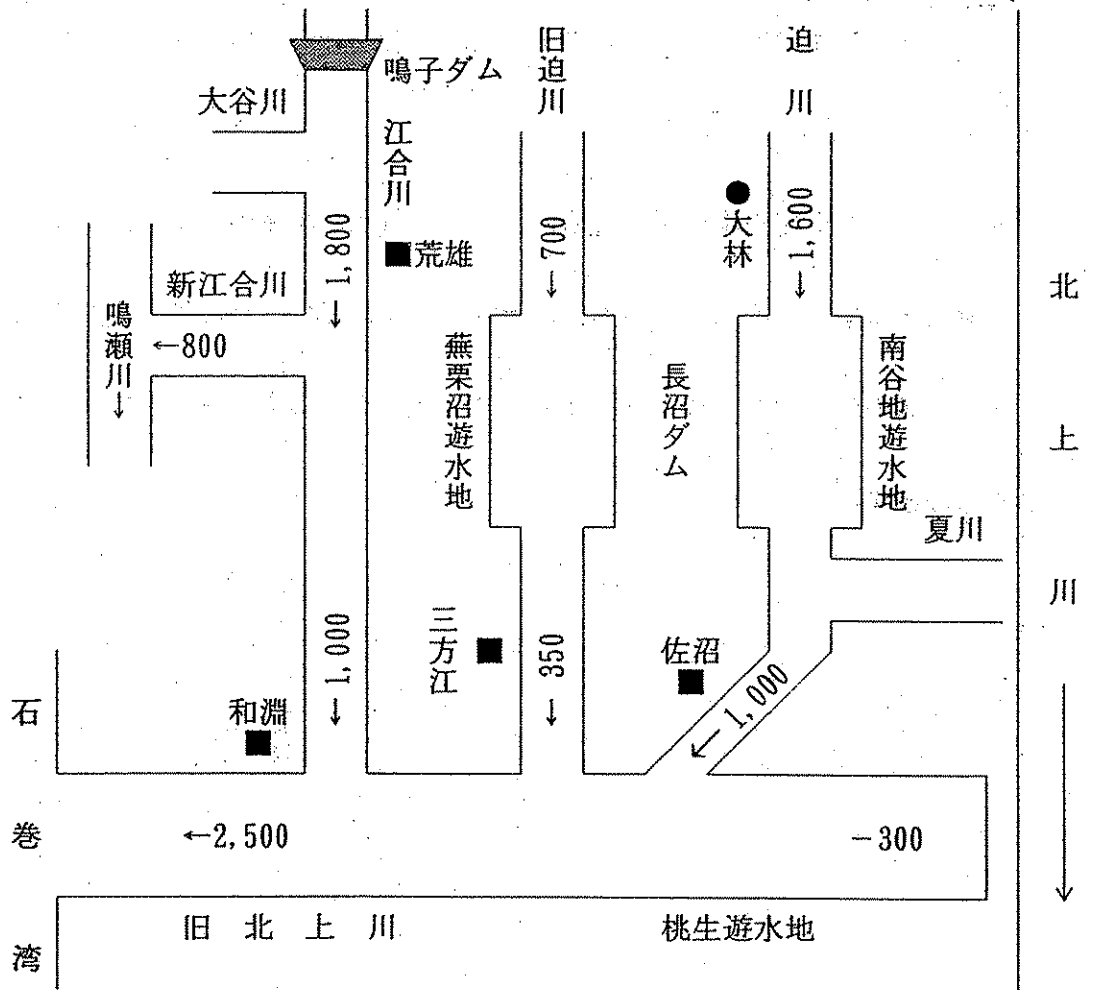 鳴子ダム
大谷川
江合川
旧迫川
迫川
1,800
↓
■荒雄
700
↓
●
大林
1,600
↓
新江合川
←800
鳴瀬川
↓
蕪栗沼遊水地
長沼ダム
南谷地遊水地
夏川
北上川
↓
1,000
↓
三方江
■
350
↓
佐沼
■
←1,000
和淵
■
石巻湾
←2,500
－300
旧北上川
桃生遊水地